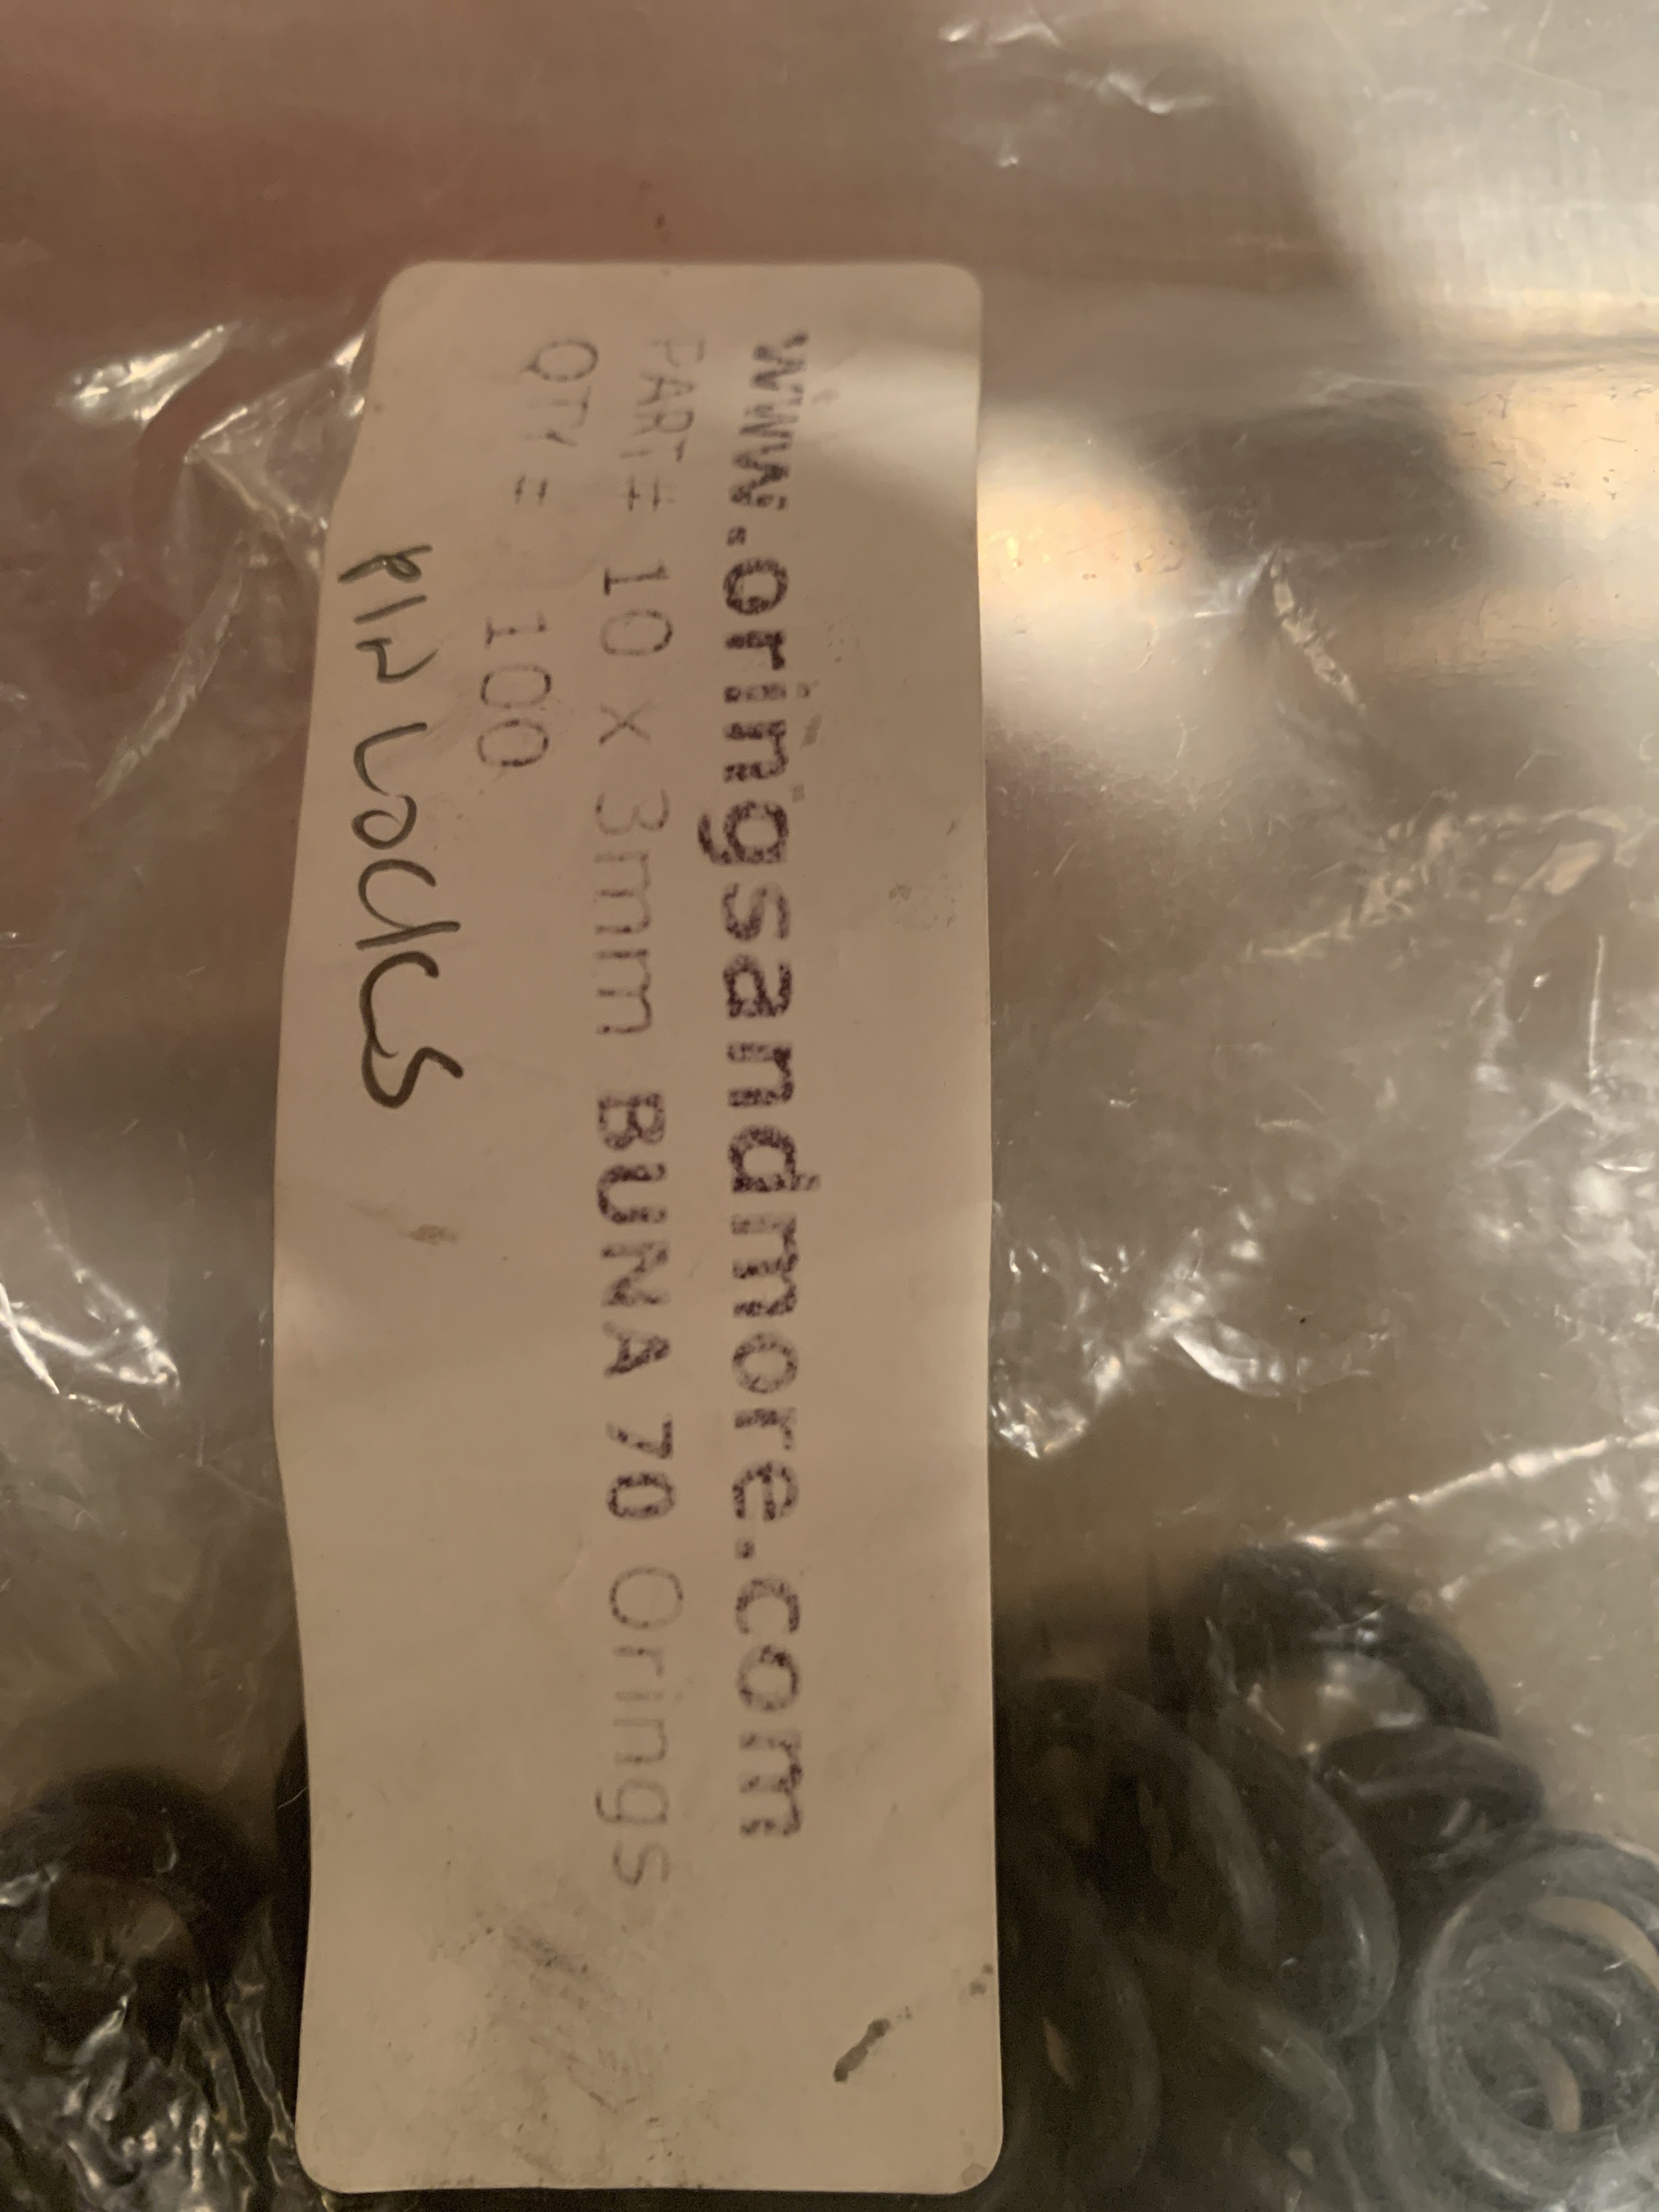 www.oringsandmore.com
PART= 10 x 3mm BUNA 70 Orings
QTY = 100
PIN LOCKS